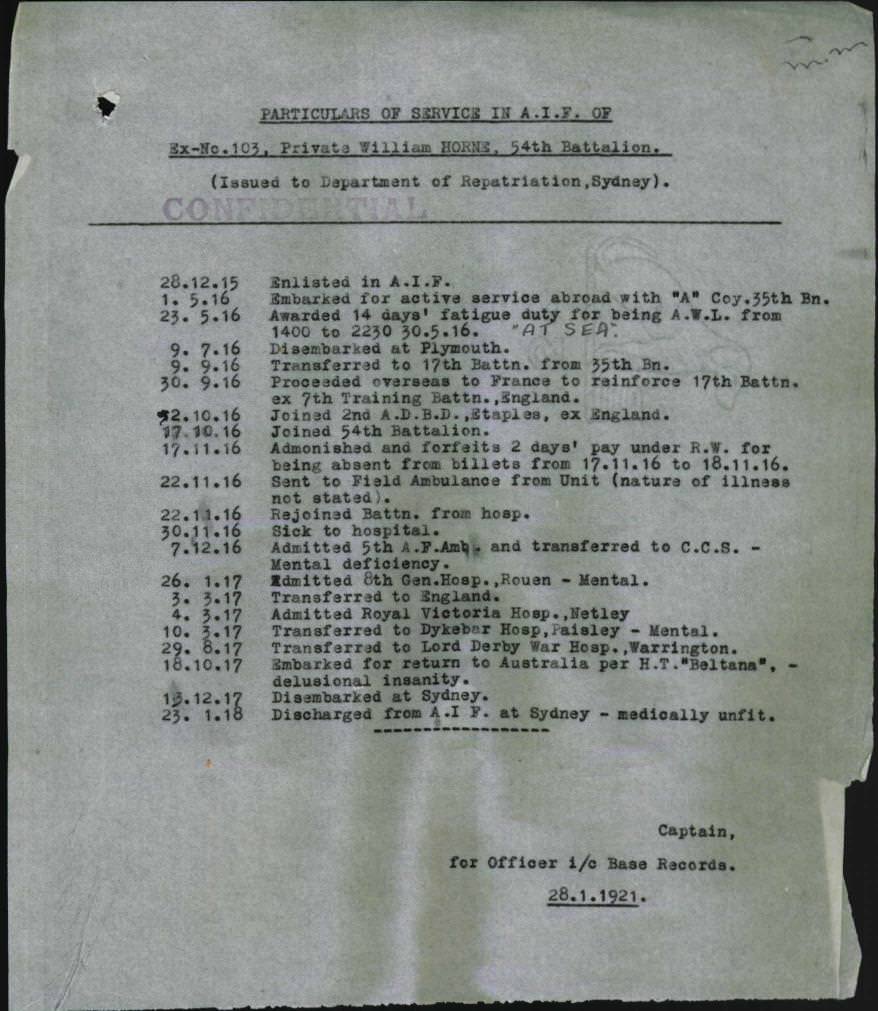 PARTICULARS OF SERVICE IN A.I.F. OF
Ex-No.103, Private William HORNE, 54th Battalion.
(Issued to Department of Repatriation,Sydney).
CONFIDENTIAL
28.12.15 Enlisted in A.I.F.
1. 5.16 Embarked for active service abroad with "A" Coy.35th Bn.
23. 5.16 Awarded 14 days' fatigue duty for being A.W.L. from
1400 to 2230 30.5.16. "AT SEA".
9. 7.16 Disembarked at Plymouth.
9. 9.16 Transferred to 17th Battn. from 35th Bn.
30. 9.16 Proceeded overseas to France to reinforce 17th Battn.
ex 7th Training Battn.,England.
2.10.16 Joined 2nd A.D.B.D.,Etaples, ex England.
17.10.16 Joined 54th Battalion.
17.11.16 Admonished and forfeits 2 days' pay under R.W. for
being absent from billets from 17.11.16 to 18.11.16.
22.11.16 Sent to Field Ambulance from Unit (nature of illness
not stated).
22.11.16 Rejoined Battn. from hosp.
30.11.16 Sick to hospital.
7.12.16 Admitted 5th A.F.Amb. and transferred to C.C.S. -
Mental deficiency.
26. 1.17 Admitted 8th Gen.Hosp.,Rouen - Mental.
3. 3.17 Transferred to England.
4. 3.17 Admitted Royal Victoria Hosp.,Netley
10. 3.17 Transferred to Dykebar Hosp,Paisley - Mental.
29. 8.17 Transferred to Lord Derby War Hosp.,Warrington.
18.10.17 Embarked for return to Australia per H.T."Beltana", -
delusional insanity.
13.12.17 Disembarked at Sydney.
23. 1.18 Discharged from A.I F. at Sydney - medically unfit.
Captain,
for Officer i/c Base Records.
28.1.1921.